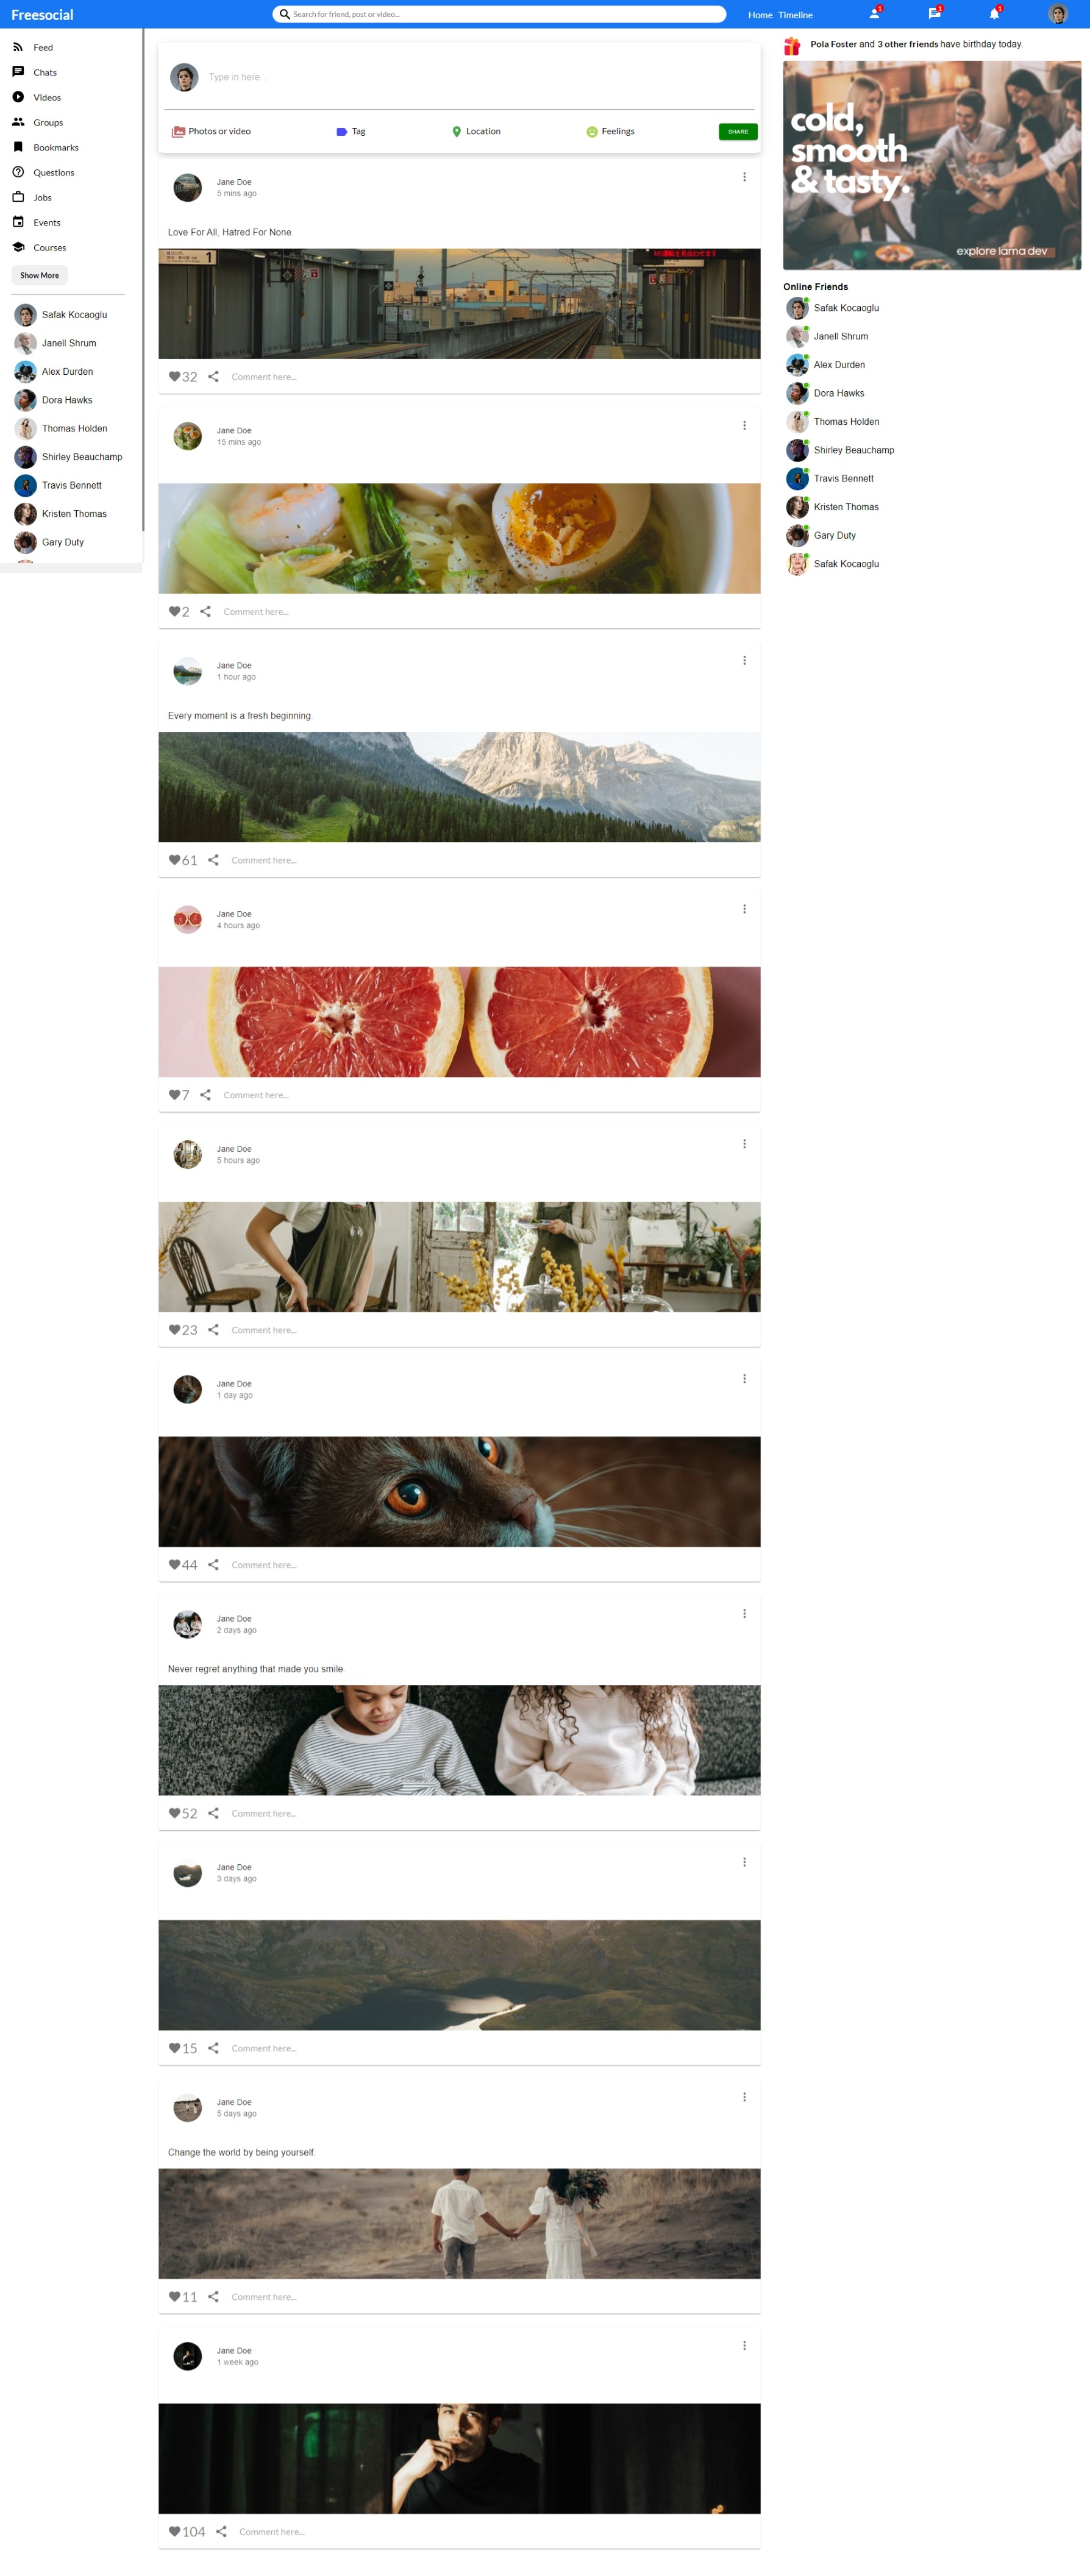 Freesocial
Search for friend, post or video...
Home Timeline
1
1
1
Feed
Chats
Videos
Groups
Bookmarks
Questions
Jobs
Events
Courses
Show More
Safak Kocaoglu
Janell Shrum
Alex Durden
Dora Hawks
Thomas Holden
Shirley Beauchamp
Travis Bennett
Kristen Thomas
Gary Duty
Type in here...
Photos or video
Tag
Location
Feelings
SHARE
Jane Doe
5 mins ago
Love For All, Hatred For None.
1
32
Comment here...
Jane Doe
15 mins ago
2
Comment here...
Jane Doe
1 hour ago
Every moment is a fresh beginning.
61
Comment here...
Jane Doe
4 hours ago
7
Comment here...
Jane Doe
5 hours ago
23
Comment here...
Jane Doe
1 day ago
44
Comment here...
Jane Doe
2 days ago
Never regret anything that made you smile.
52
Comment here...
Jane Doe
3 days ago
15
Comment here...
Jane Doe
5 days ago
Change the world by being yourself.
11
Comment here...
Jane Doe
1 week ago
104
Comment here...
Pola Foster and 3 other friends have birthday today.
cold,
smooth
& tasty.
explore lama dev
Online Friends
Safak Kocaoglu
Janell Shrum
Alex Durden
Dora Hawks
Thomas Holden
Shirley Beauchamp
Travis Bennett
Kristen Thomas
Gary Duty
Safak Kocaoglu